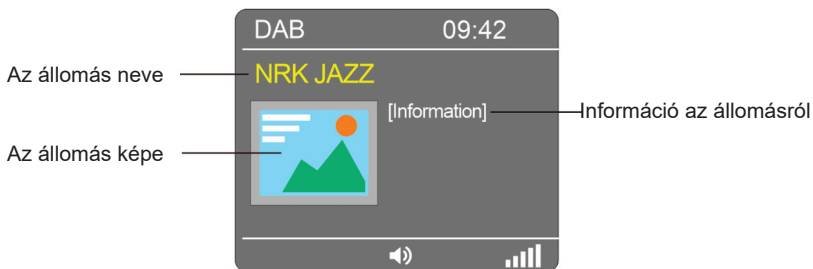 DAB 09:42
Az állomás neve
NRK JAZZ
[Information]
Információ az állomásról
Az állomás képe